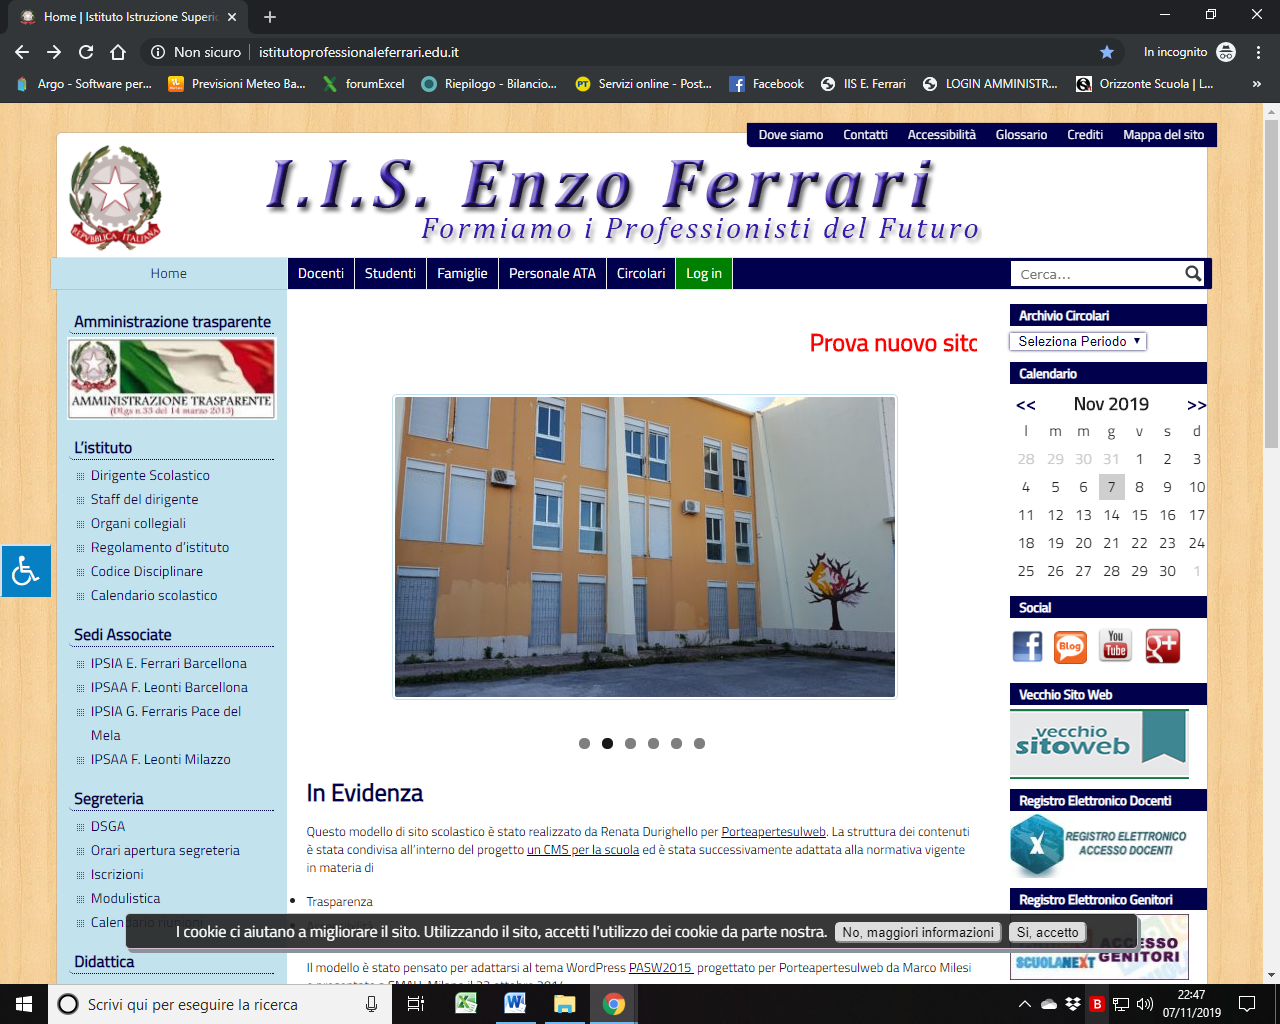 Home | Istituto Istruzione Superio
Non sicuro
istitutoprofessionaleferrari.edu.it
In incognito
Argo - Software per...
Previsioni Meteo Ba...
forumExcel
Riepilogo - Bilancio...
Servizi online - Post...
Facebook
IIS E. Ferrari
LOGIN AMMINISTR...
Orizzonte Scuola | L...
»
Dove siamo
Contatti
Accessibilità
Glossario
Crediti
Mappa del sito
REPVBBLICA ITALIANA
I.I.S. Enzo Ferrari
Formiamo i Professionisti del Futuro
Home
Docenti
Studenti
Famiglie
Personale ATA
Circolari
Log in
Cerca...
Amministrazione trasparente
AMMINISTRAZIONE TRASPARENTE
(Dlgs n.33 del 14 marzo 2013)
L'istituto
Dirigente Scolastico
Staff del dirigente
Organi collegiali
Regolamento d'istituto
Codice Disciplinare
Calendario scolastico
Sedi Associate
IPSIA E. Ferrari Barcellona
IPSAA F. Leonti Barcellona
IPSIA G. Ferraris Pace del
Mela
IPSAA F. Leonti Milazzo
Segreteria
DSGA
Orari apertura segreteria
Iscrizioni
Modulistica
Didattica
Prova nuovo sito
In Evidenza
Questo modello di sito scolastico è stato realizzato da Renata Durighello per Porteapertesulweb. La struttura dei contenuti
è stata condivisa all'interno del progetto un CMS per la scuola ed è stata successivamente adattata alla normativa vigente
in materia di
Trasparenza
I cookie ci aiutano a migliorare il sito. Utilizzando il sito, accetti l'utilizzo dei cookie da parte nostra.
No, maggiori informazioni
Si, accetto
Il modello è stato pensato per adattarsi al tema WordPress PASW2015 progettato per Porteapertesulweb da Marco Milesi
Archivio Circolari
Seleziona Periodo
Calendario
<< Nov 2019 >>
l m m g v s d
28 29 30 31 1 2 3
4 5 6 7 8 9 10
11 12 13 14 15 16 17
18 19 20 21 22 23 24
25 26 27 28 29 30 1
Social
Blog
You
Tube
g+
Vecchio Sito Web
vecchio
sitoweb
Registro Elettronico Docenti
REGISTRO ELETTRONICO
ACCESSO DOCENTI
Registro Elettronico Genitori
ACCESSO
GENITORI
SCUOLANEXT
Scrivi qui per eseguire la ricerca
22:47
07/11/2019